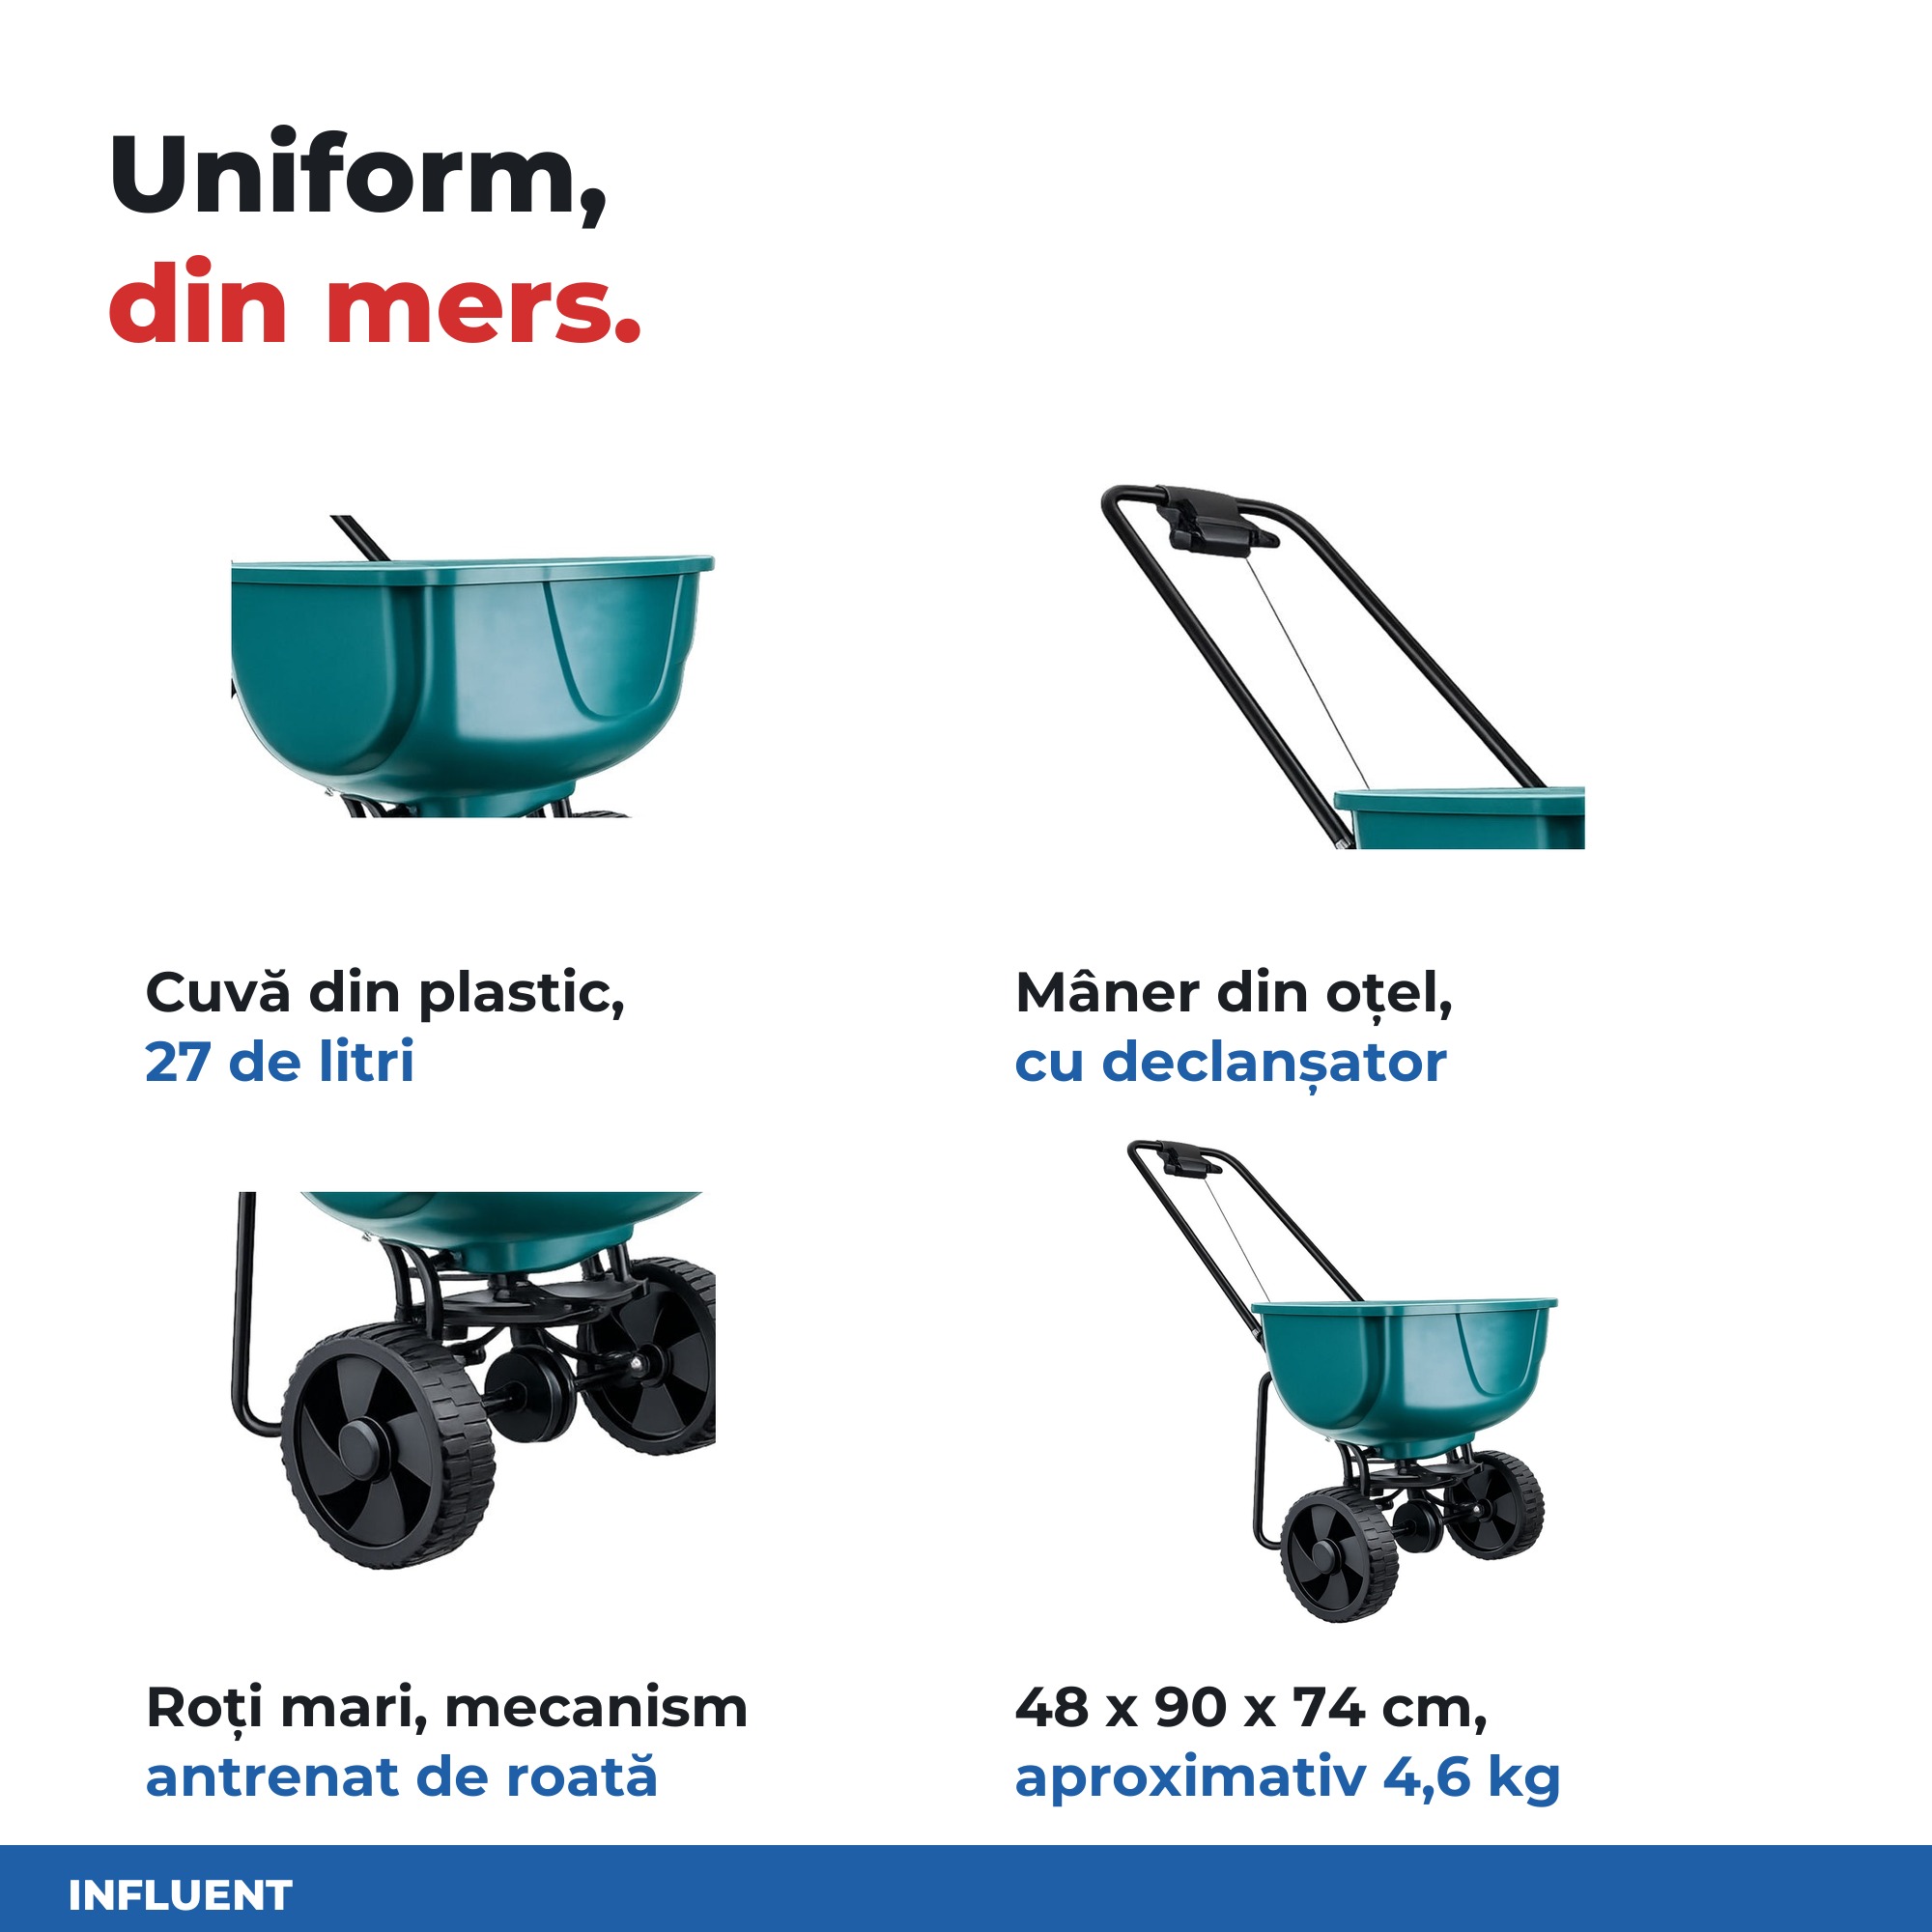 Uniform,
din mers.
Cuvă din plastic,
27 de litri
Mâner din oțel,
cu declanșator
Roți mari, mecanism
antrenat de roată
48 x 90 x 74 cm,
aproximativ 4,6 kg
INFLUENT